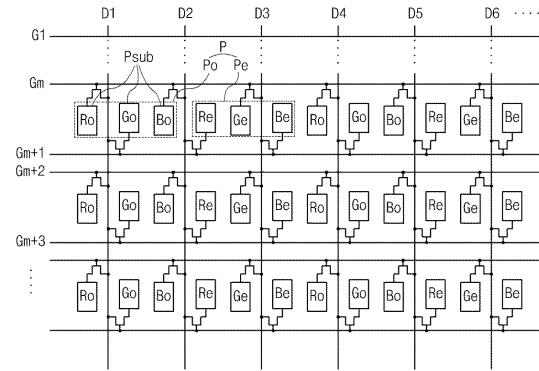 D1 D2 D3 D4 D5 D6 ····
G1
Psub P
Po Pe
Gm
Ro Go Bo Re Ge Be Ro Go Bo Re Ge Be
Gm+1
Gm+2
Ro Go Bo Re Ge Be Ro Go Bo Re Ge Be
Gm+3
Ro Go Bo Re Ge Be Ro Go Bo Re Ge Be